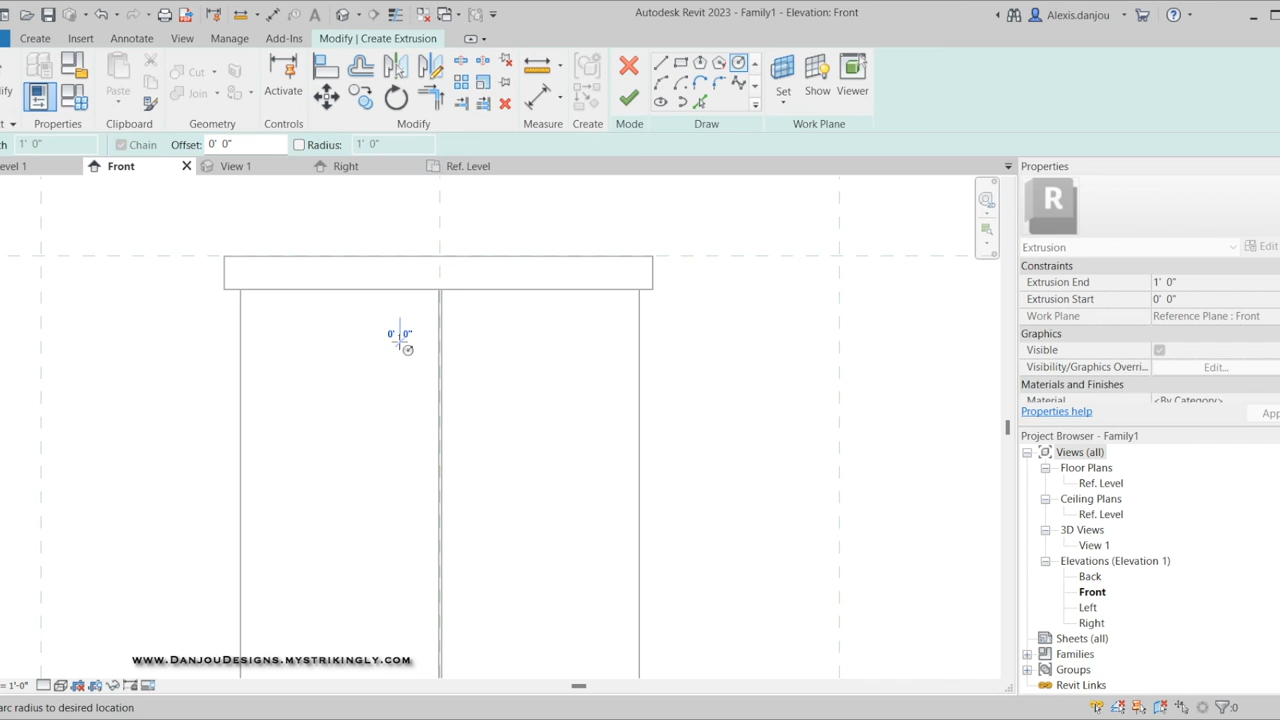 Autodesk Revit 2023 - Family1 - Elevation: Front
Alexis.danjou
Create
Insert
Annotate
View
Manage
Add-Ins
Modify | Create Extrusion
Cut
Join
Paste
Activate
Set
Show
Viewer
Properties
Clipboard
Geometry
Controls
Modify
Measure
Create
Mode
Draw
Work Plane
1' 0"
Chain
Offset:
0' 0"
Radius:
1' 0"
Front
View 1
Right
Ref. Level
Properties
R
Extrusion
Edit
Constraints
Extrusion End
1' 0"
Extrusion Start
0' 0"
Work Plane
Reference Plane : Front
Graphics
Visible
Visibility/Graphics Overri...
Edit...
Materials and Finishes
Material
<By Category>
Properties help
Project Browser - Family1
Views (all)
Floor Plans
Ref. Level
Ceiling Plans
Ref. Level
3D Views
View 1
Elevations (Elevation 1)
Back
Front
Left
Right
Sheets (all)
Families
Groups
Revit Links
www.DanjouDesigns.mystrikingly.com
= 1'-0"
arc radius to desired location
:0